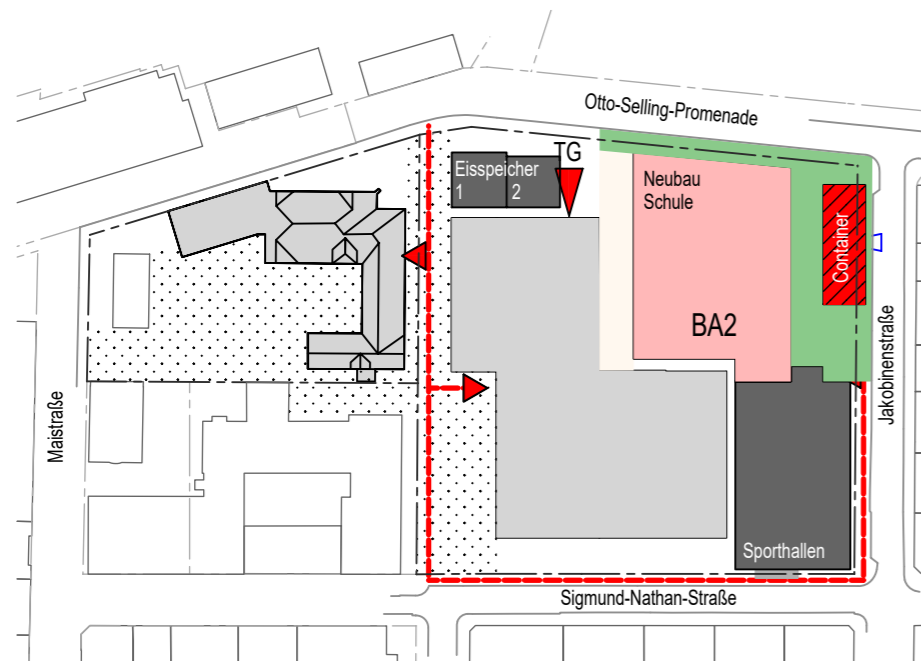 Otto-Selling-Promenade
TG
Eisspeicher
1 2
Neubau
Schule
Container
BA2
Maistraße
Jakobinenstraße
Sporthallen
Sigmund-Nathan-Straße